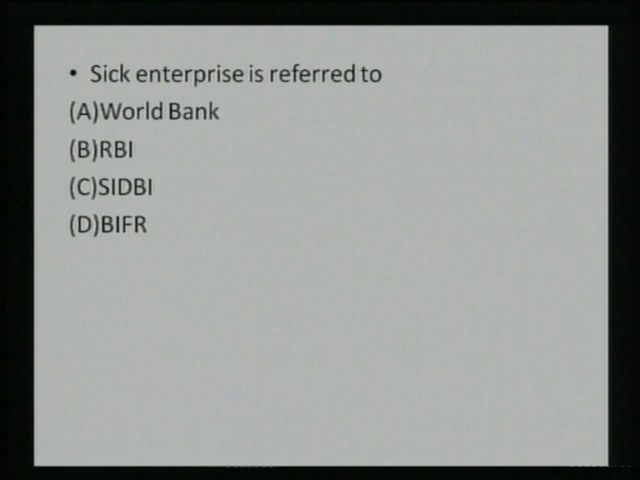 • Sick enterprise is referred to
(A)World Bank
(B)RBI
(C)SIDBI
(D)BIFR